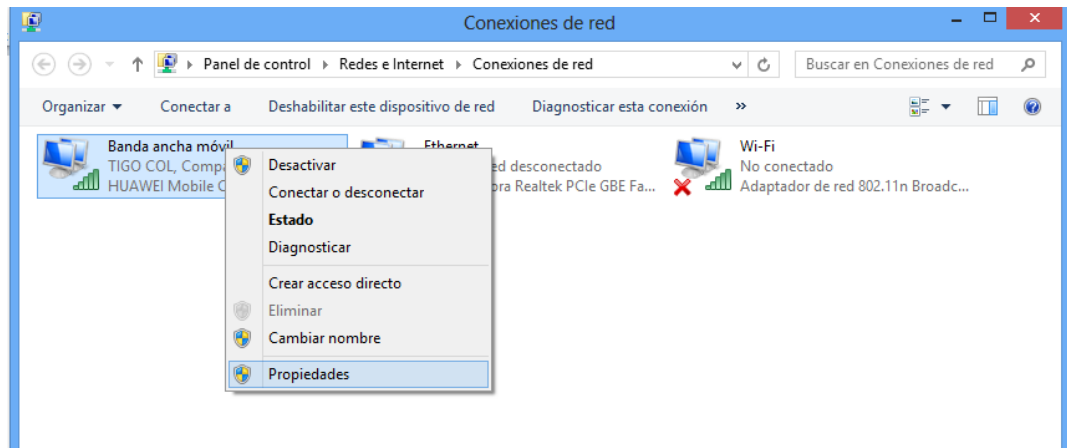 Conexiones de red
Panel de control Redes e Internet Conexiones de red
Buscar en Conexiones de red
Organizar Conectar a Deshabilitar este dispositivo de red Diagnosticar esta conexión »
Banda ancha móvil
TIGO COL, Compa
HUAWEI Mobile C
Ethernet
ed desconectado
ora Realtek PCIe GBE Fa...
Wi-Fi
No conectado
Adaptador de red 802.11n Broadc...
Desactivar
Conectar o desconectar
Estado
Diagnosticar
Crear acceso directo
Eliminar
Cambiar nombre
Propiedades